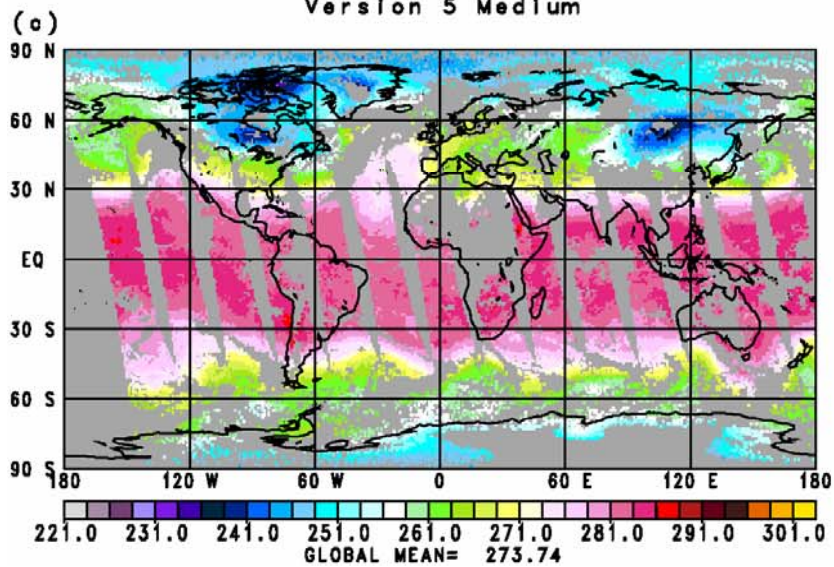 Version 5 Medium
(a)
90 N
60 N
30 N
EQ
30 S
60 S
90 S
180 120 W 60 W 0 60 E 120 E 180
221.0 231.0 241.0 251.0 261.0 271.0 281.0 291.0 301.0
GLOBAL MEAN= 273.74